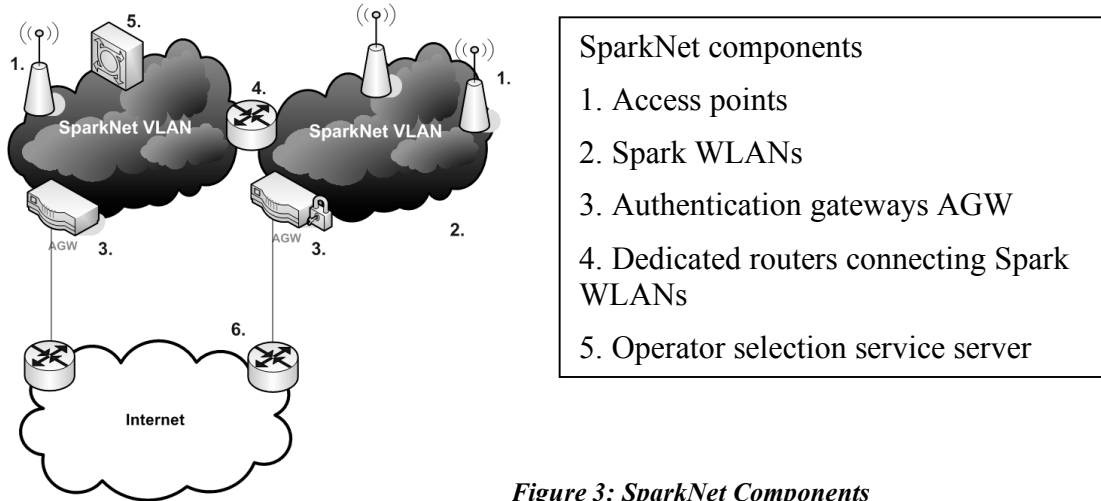 5.
1.
1.
4.
SparkNet VLAN
SparkNet VLAN
AGW
3.
AGW
3.
2.
6.
Internet
SparkNet components
1. Access points
2. Spark WLANs
3. Authentication gateways AGW
4. Dedicated routers connecting Spark
WLANs
5. Operator selection service server
Figure 3: SparkNet Components